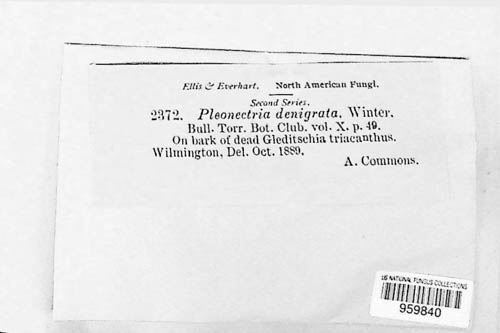 Ellis & Everhart. North American Fungi.
Second Series.
2372. Pleonectria denigrata. Winter.
Bull. Torr. Bot. Club. vol. X. p. 49.
On bark of dead Gleditschia triacanthus.
Wilmington, Del. Oct. 1889.
A. Commons.
US NATIONAL FUNGUS COLLECTIONS
959840